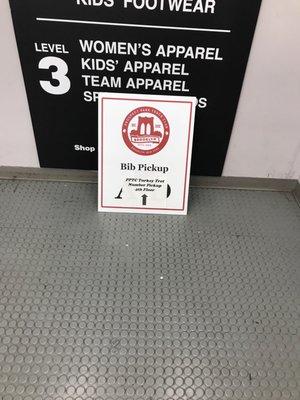 KIDS' FOOTWEAR
LEVEL
3
WOMEN'S APPAREL
KIDS' APPAREL
TEAM APPAREL
Shop
BROOKLYN
Bib Pickup
PPTC Turkey Trot
Number Pickup
4th Floor